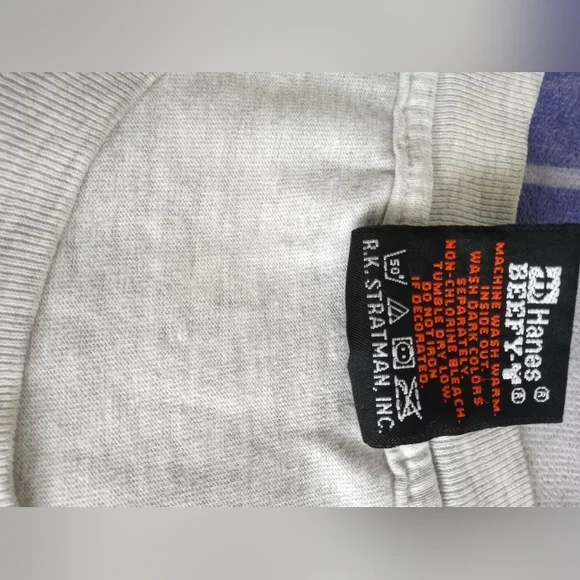 Hanes®
BEEFY-T®
MACHINE WASH WARM.
INSIDE OUT.
WASH DARK COLORS
SEPARATELY.
NON-CHLORINE BLEACH.
TUMBLE DRY LOW.
DO NOT IRON
IF DECORATED.
50°
R.K. STRATMAN, INC.